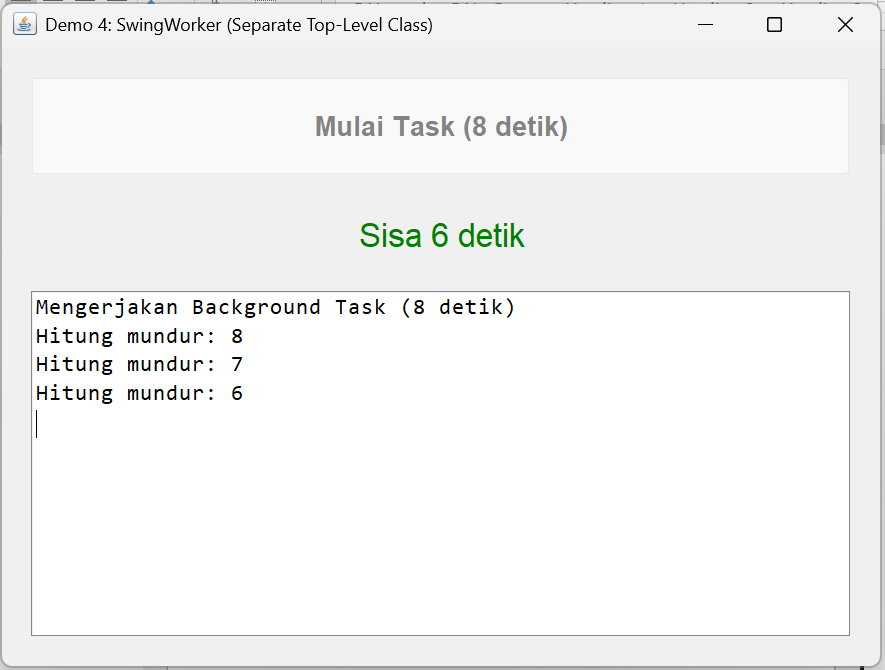 Demo 4: SwingWorker (Separate Top-Level Class)
Mulai Task (8 detik)
Sisa 6 detik
Mengerjakan Background Task (8 detik)
Hitung mundur: 8
Hitung mundur: 7
Hitung mundur: 6